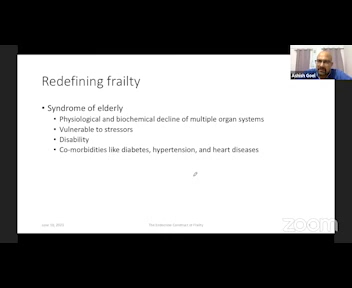 Redefining frailty
• Syndrome of elderly
• Physiological and biochemical decline of multiple organ systems
• Vulnerable to stressors
• Disability
• Co-morbidities like diabetes, hypertension, and heart diseases
Ashish Goel
zoom